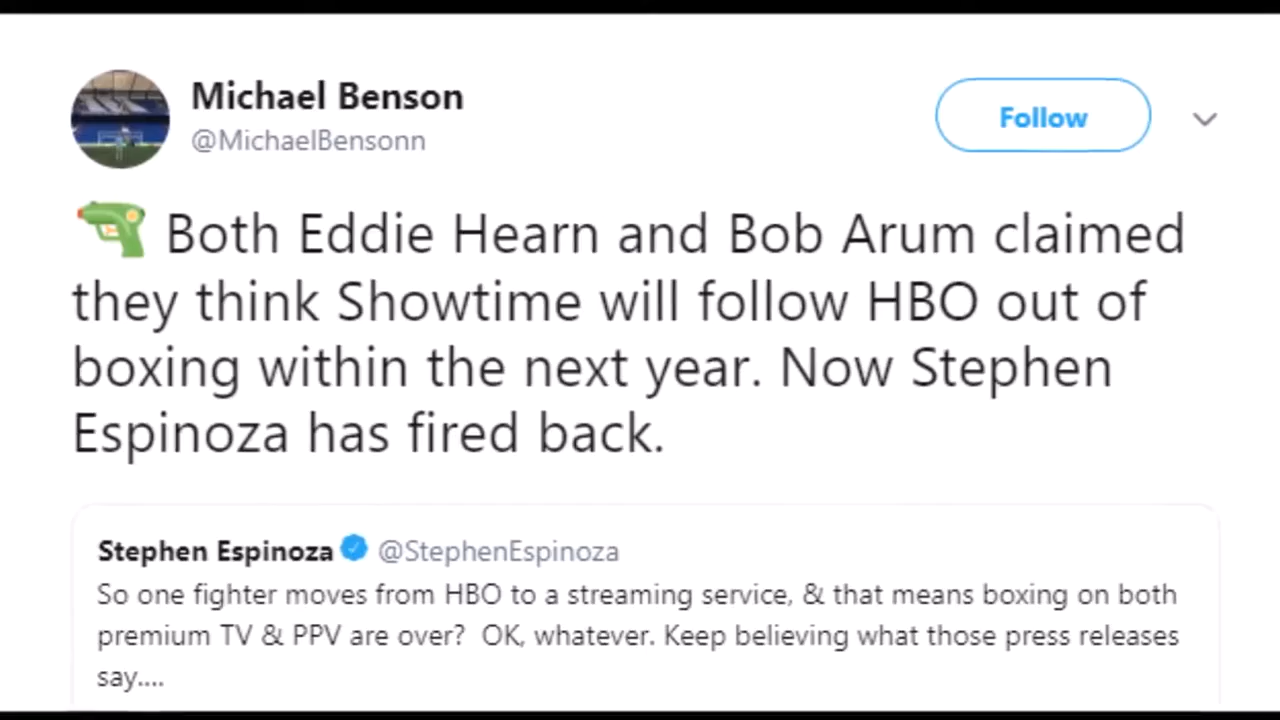 Michael Benson
@MichaelBensonn
Follow
Both Eddie Hearn and Bob Arum claimed
they think Showtime will follow HBO out of
boxing within the next year. Now Stephen
Espinoza has fired back.
Stephen Espinoza @StephenEspinoza
So one fighter moves from HBO to a streaming service, & that means boxing on both
premium TV & PPV are over?  OK, whatever. Keep believing what those press releases
say....